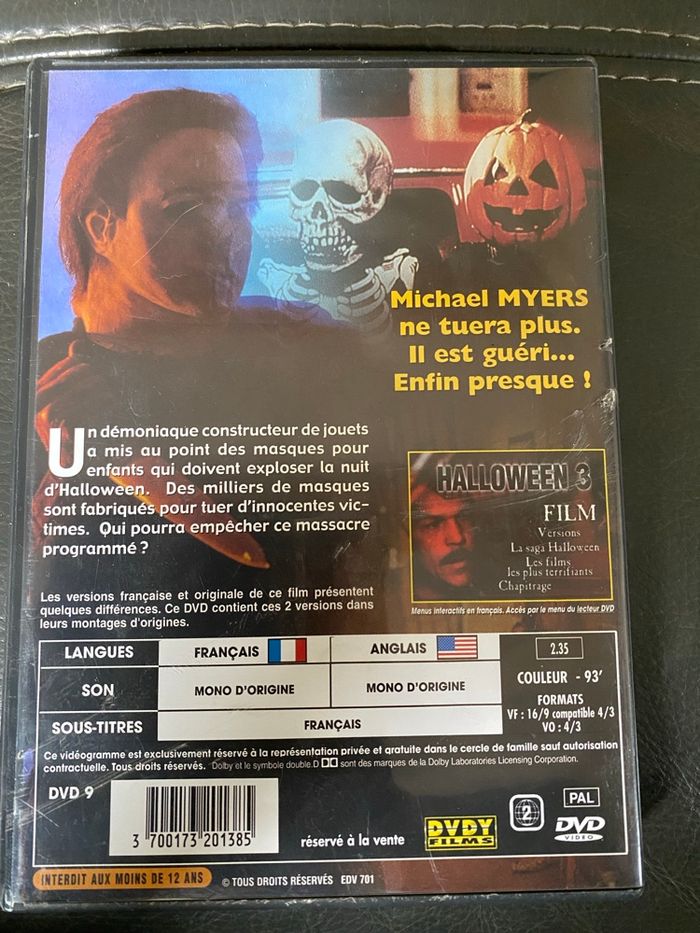 Michael MYERS
ne tuera plus.
Il est guéri...
Enfin presque !
Un démoniaque constructeur de jouets
a mis au point des masques pour
enfants qui doivent exploser la nuit
d'Halloween. Des milliers de masques
sont fabriqués pour tuer d'innocentes vic-
times. Qui pourra empêcher ce massacre
programmé ?
HALLOWEEN 3
FILM
Versions
La saga Halloween
Les films
les plus terrifiants
Chapitrage
Menus interactifs en français. Accès par le menu du lecteur DVD
Les versions française et originale de ce film présentent
quelques différences. Ce DVD contient ces 2 versions dans
leurs montages d'origines.
LANGUES FRANÇAIS ANGLAIS
SON MONO D'ORIGINE MONO D'ORIGINE
SOUS-TITRES FRANÇAIS
2.35
COULEUR - 93'
FORMATS
VF : 16/9 compatible 4/3
VO : 4/3
Ce vidéogramme est exclusivement réservé à la représentation privée et gratuite dans le cercle de famille sauf autorisation
contractuelle. Tous droits réservés. Dolby et le symbole double.D sont des marques de la Dolby Laboratories Licensing Corporation.
DVD 9
3 700173 201385
réservé à la vente
DVDY
FILMS
2
PAL
DVD
VIDEO
INTERDIT AUX MOINS DE 12 ANS
© TOUS DROITS RÉSERVÉS EDV 701